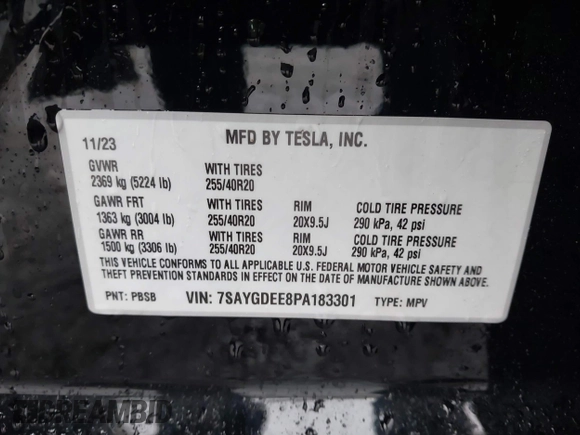 11/23 MFD BY TESLA, INC.
GVWR WITH TIRES
2369 kg (5224 lb) 255/40R20
GAWR FRT WITH TIRES RIM COLD TIRE PRESSURE
1363 kg (3004 lb) 255/40R20 20X9.5J 290 kPa, 42 psi
GAWR RR WITH TIRES RIM COLD TIRE PRESSURE
1500 kg (3306 lb) 255/40R20 20X9.5J 290 kPa, 42 psi
THIS VEHICLE CONFORMS TO ALL APPLICABLE U.S. FEDERAL MOTOR VEHICLE SAFETY AND
THEFT PREVENTION STANDARDS IN EFFECT ON THE DATE OF MANUFACTURE SHOWN ABOVE.
PNT: PBSB VIN: 7SAYGDEE8PA183301 TYPE: MPV